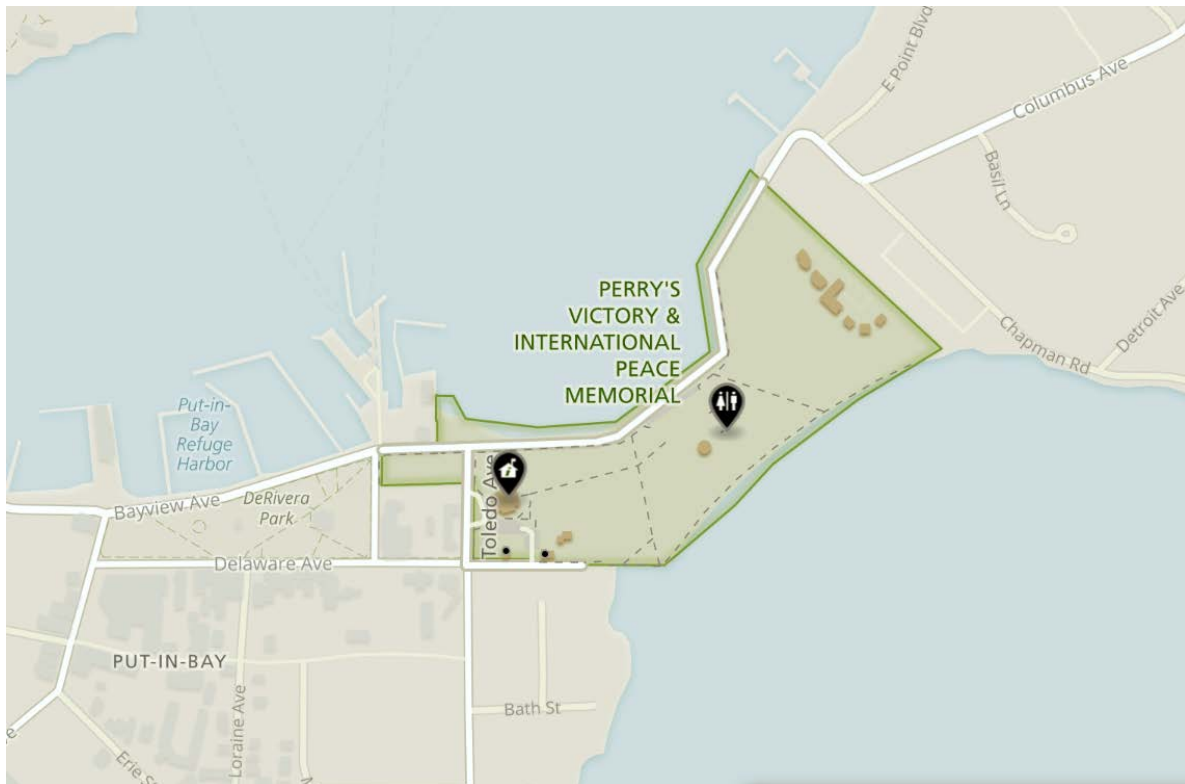 E Point Blvd
Columbus Ave
Basil Ln
PERRY'S
VICTORY &
INTERNATIONAL
PEACE
MEMORIAL
Chapman Rd
Detroit Ave
Put-in-
Bay
Refuge
Harbor
Bayview Ave
DeRivera
Park
Toledo Ave
Delaware Ave
PUT-IN-BAY
Loraine Ave
Bath St
Erie